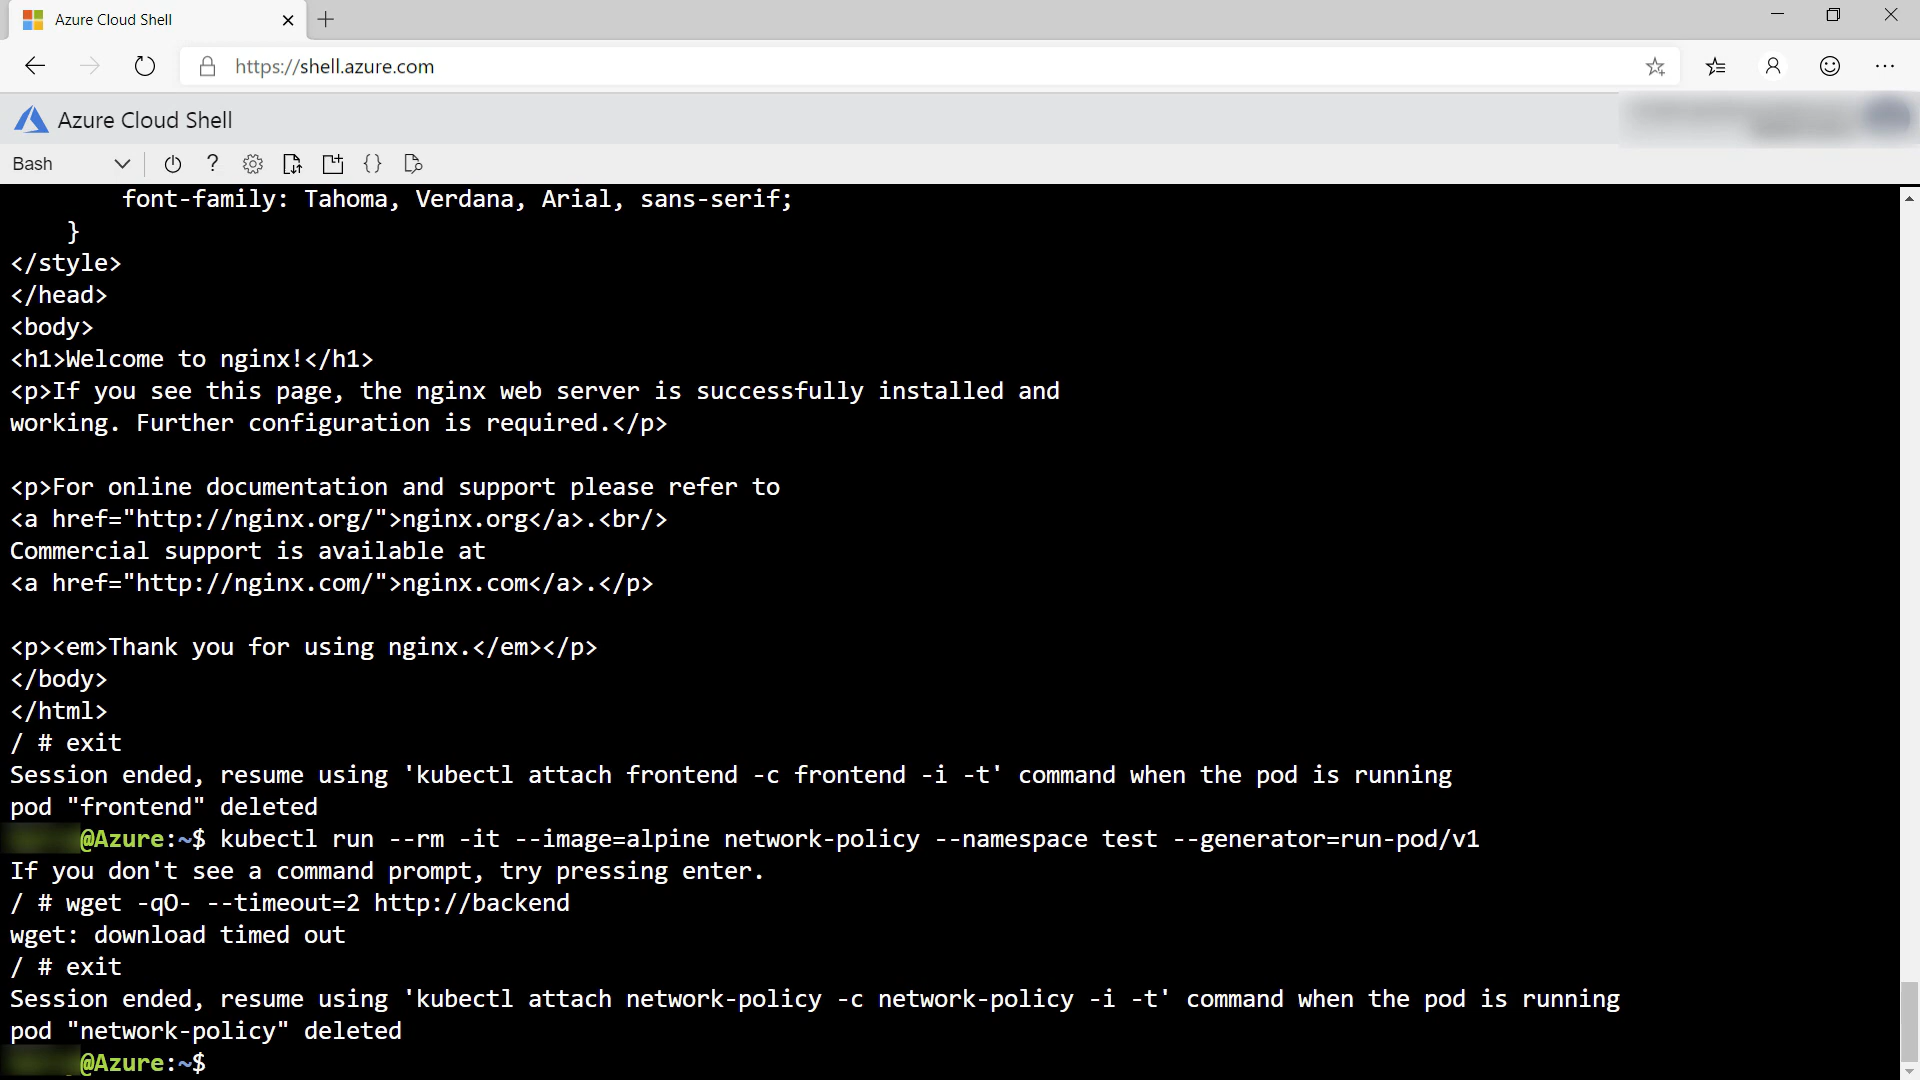 Azure Cloud Shell
https://shell.azure.com
Azure Cloud Shell
Bash
font-family: Tahoma, Verdana, Arial, sans-serif;
}
</style>
</head>
<body>
<h1>Welcome to nginx!</h1>
<p>If you see this page, the nginx web server is successfully installed and
working. Further configuration is required.</p>
<p>For online documentation and support please refer to
<a href="http://nginx.org/">nginx.org</a>.<br/>
Commercial support is available at
<a href="http://nginx.com/">nginx.com</a>.</p>
<p><em>Thank you for using nginx.</em></p>
</body>
</html>
/ # exit
Session ended, resume using 'kubectl attach frontend -c frontend -i -t' command when the pod is running
pod "frontend" deleted
@Azure:~$ kubectl run --rm -it --image=alpine network-policy --namespace test --generator=run-pod/v1
If you don't see a command prompt, try pressing enter.
/ # wget -qO- --timeout=2 http://backend
wget: download timed out
/ # exit
Session ended, resume using 'kubectl attach network-policy -c network-policy -i -t' command when the pod is running
pod "network-policy" deleted
@Azure:~$